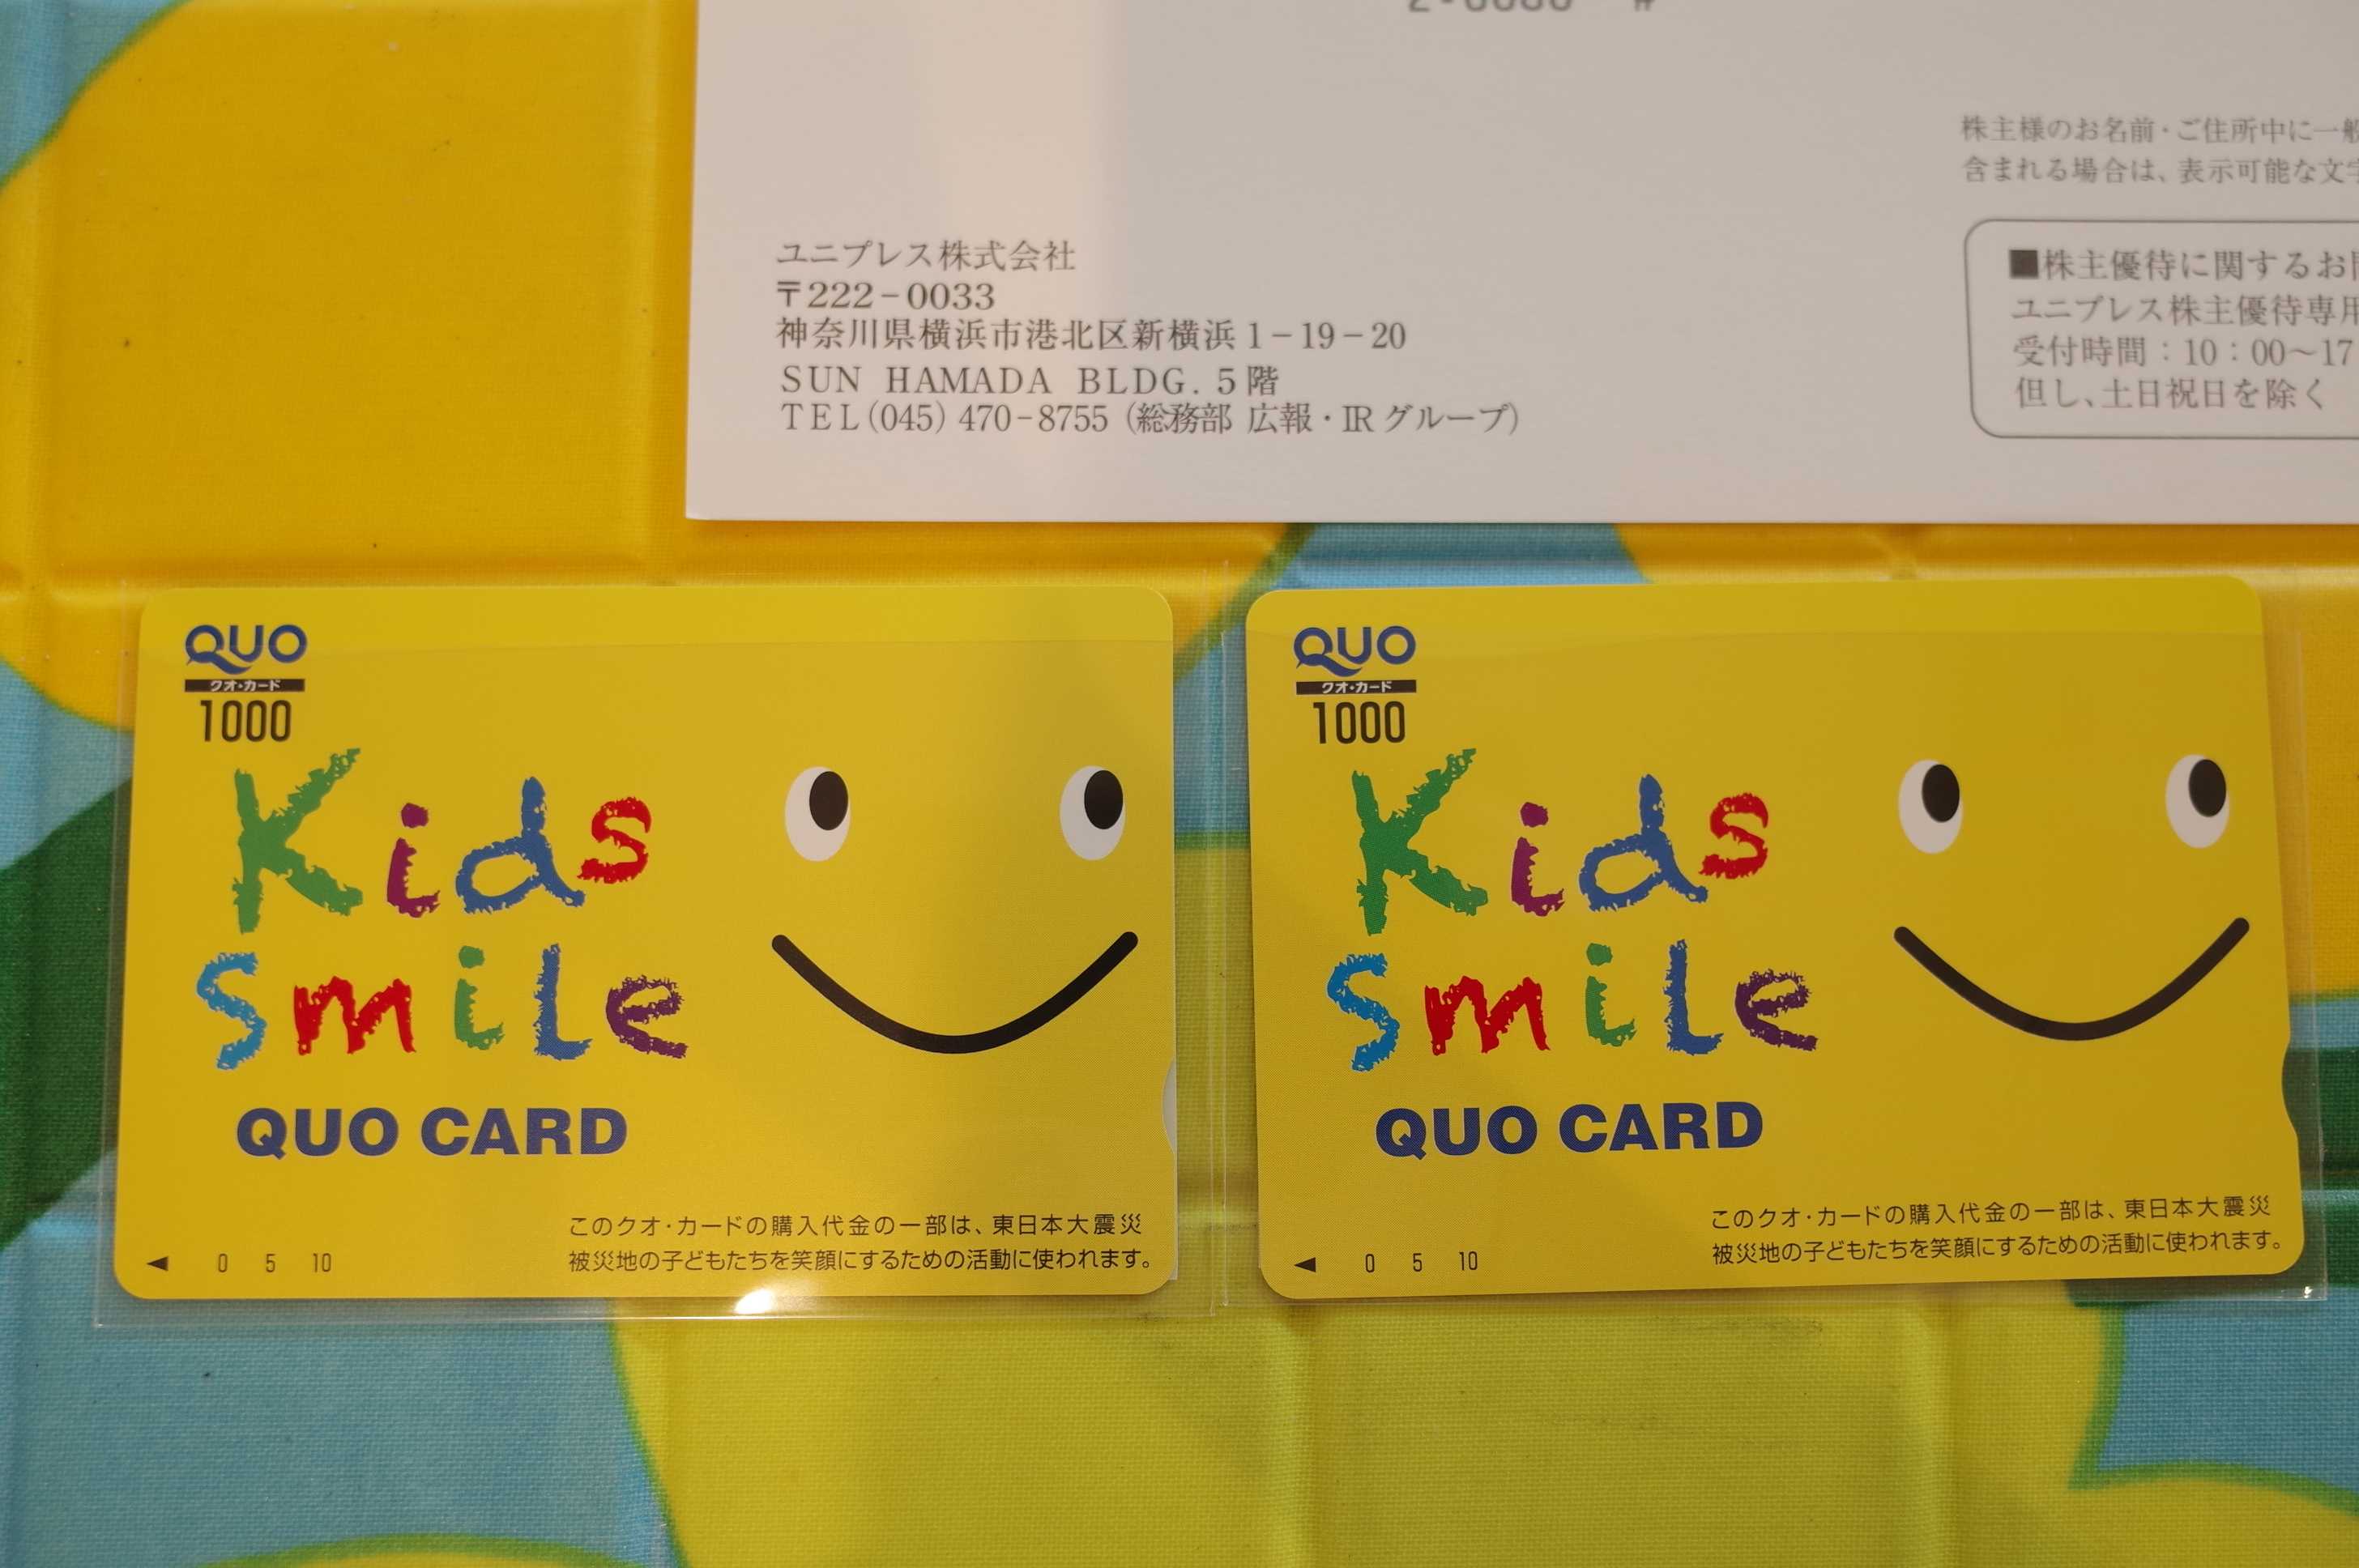 株主様のお名前・ご住所中に一般
含まれる場合は、表示可能な文字
ユニプレス株式会社
〒222－0033
神奈川県横浜市港北区新横浜1－19－20
SUN HAMADA BLDG. 5階
TEL(045) 470-8755 (総務部 広報・IRグループ)
■株主優待に関するお問
ユニプレス株主優待専用
受付時間：10：00～17
但し、土日祝日を除く
QUO
クオ・カード
1000
Kids
Smile
QUO CARD
このクオ・カードの購入代金の一部は、東日本大震災
被災地の子どもたちを笑顔にするための活動に使われます。
◀ 0 5 10
QUO
クオ・カード
1000
Kids
Smile
QUO CARD
このクオ・カードの購入代金の一部は、東日本大震災
被災地の子どもたちを笑顔にするための活動に使われます。
◀ 0 5 10